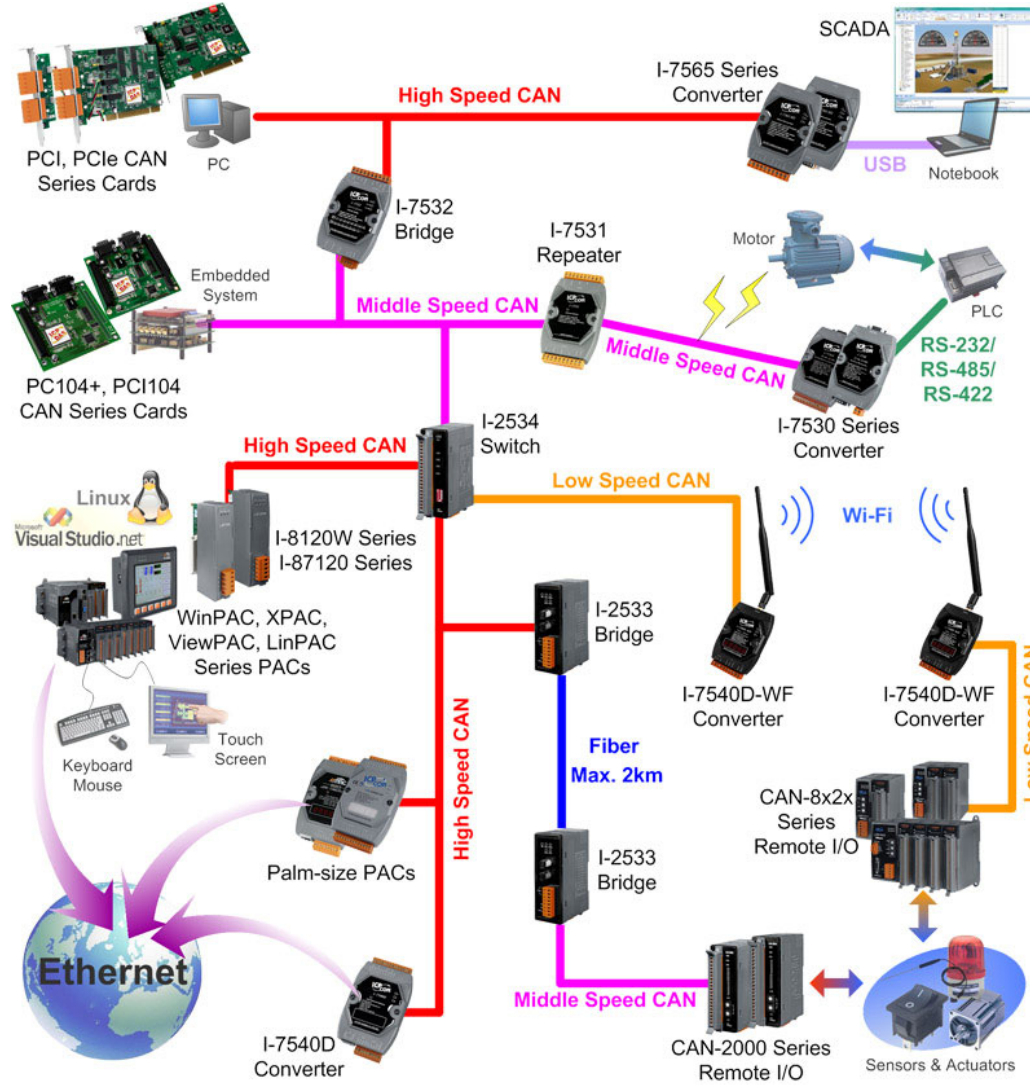 SCADA
I-7565 Series
Converter
High Speed CAN
PCI, PCIe CAN
Series Cards
PC
USB
Notebook
I-7532
Bridge
I-7531
Repeater
Motor
PLC
Embedded
System
Middle Speed CAN
Middle Speed CAN
RS-232/
RS-485/
RS-422
PC104+, PCI104
CAN Series Cards
I-7530 Series
Converter
I-2534
Switch
High Speed CAN
Low Speed CAN
Linux
Microsoft
Visual Studio.net
Wi-Fi
I-8120W Series
I-87120 Series
I-2533
Bridge
WinPAC, XPAC,
ViewPAC, LinPAC
Series PACs
I-7540D-WF
Converter
I-7540D-WF
Converter
Low Speed CAN
Keyboard
Mouse
Touch
Screen
High Speed CAN
Fiber
Max. 2km
CAN-8x2x
Series
Remote I/O
Palm-size PACs
I-2533
Bridge
Ethernet
Middle Speed CAN
I-7540D
Converter
CAN-2000 Series
Remote I/O
Sensors & Actuators